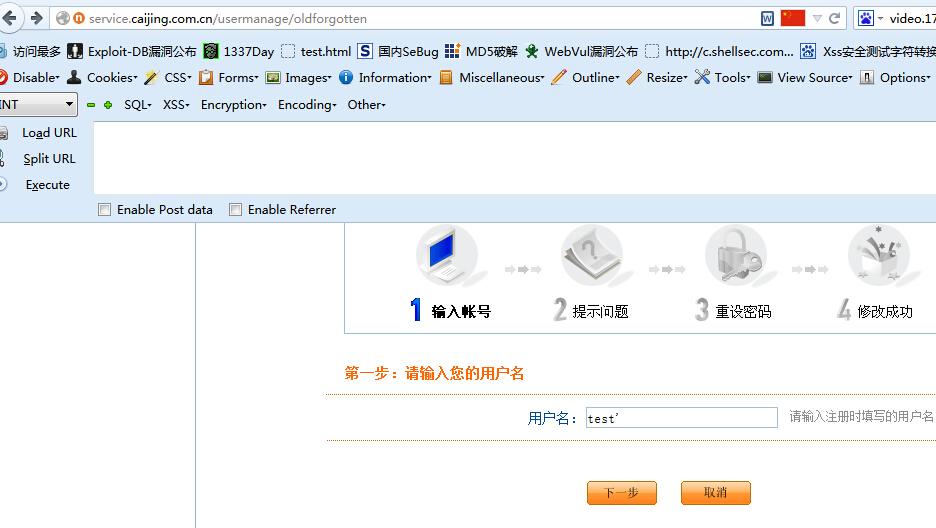 service.caijing.com.cn/usermanage/oldforgotten video.17
访问最多 Exploit-DB漏洞公布 1337Day test.html 国内SeBug MD5破解 WebVul漏洞公布 http://c.shellsec.com... Xss安全测试字符转换
Disable Cookies CSS Forms Images Information Miscellaneous Outline Resize Tools View Source Options
INT SQL XSS Encryption Encoding Other
Load URL
Split URL
Execute
Enable Post data Enable Referrer
1 输入帐号 2 提示问题 3 重设密码 4 修改成功
第一步：请输入您的用户名
用户名： test' 请输入注册时填写的用户名
下一步 取消